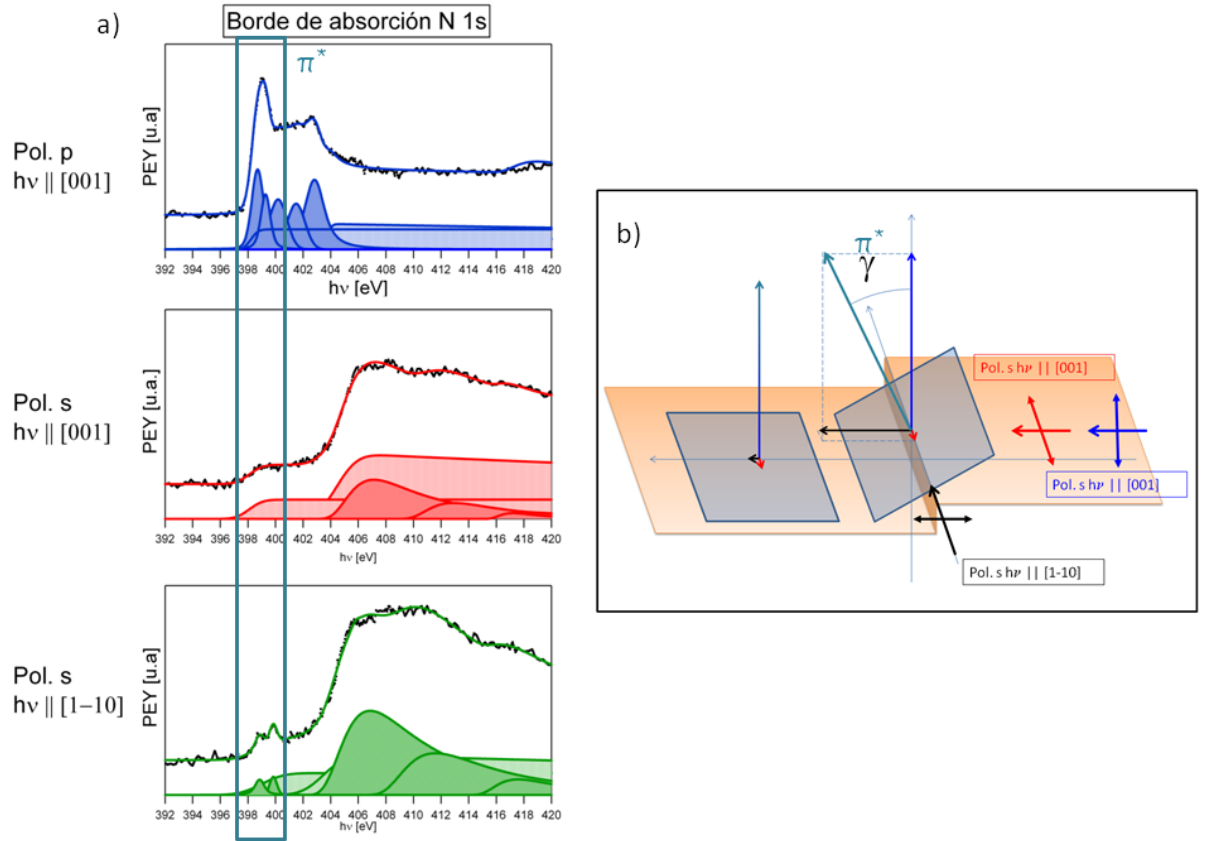 a)
Borde de absorción N 1s
π*
Pol. p
hν || [001]
PEY [u.a]
392 394 396 398 400 402 404 406 408 410 412 414 416 418 420
hν [eV]
Pol. s
hν || [001]
PEY [u.a.]
392 394 396 398 400 402 404 406 408 410 412 414 416 418 420
hν [eV]
Pol. s
hν || [1−10]
PEY [u.a]
392 394 396 398 400 402 404 406 408 410 412 414 416 418 420
hν [eV]
b)
π*
γ
Pol. s hν || [001]
Pol. s hν || [001]
Pol. s hν || [1-10]